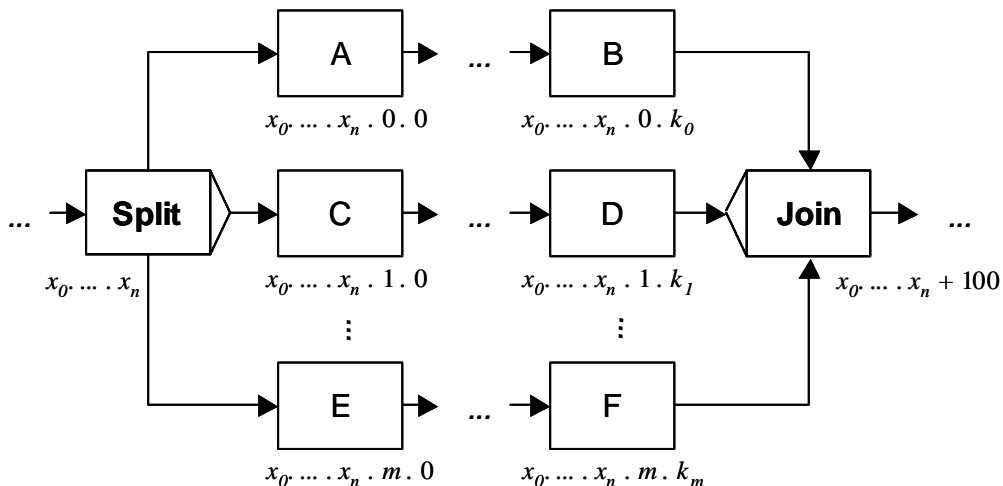 A ... B
x0. ... . xn . 0 . 0 x0. ... . xn . 0 . k0
... Split C ... D Join ...
x0. ... . xn x0. ... . xn . 1 . 0 x0. ... . xn . 1 . k1 x0. ... . xn + 100
... ...
E ... F
x0. ... . xn . m . 0 x0. ... . xn . m . km